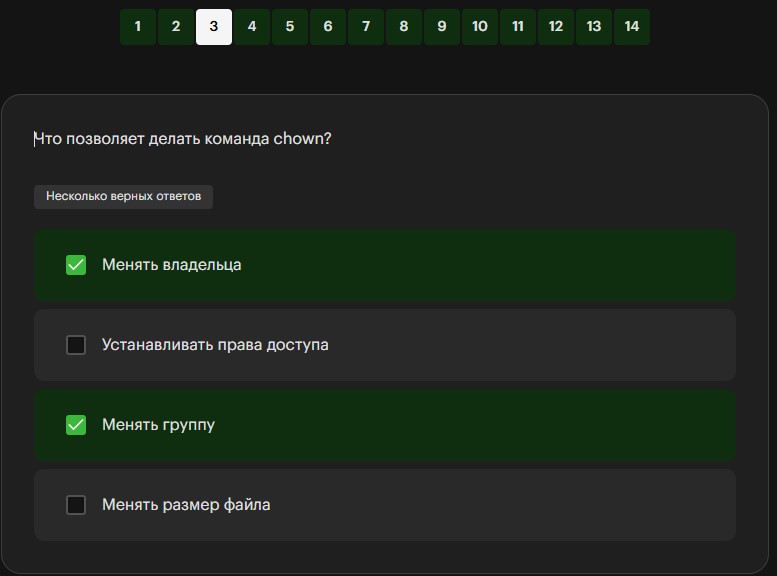 1 2 3 4 5 6 7 8 9 10 11 12 13 14
Что позволяет делать команда chown?
Несколько верных ответов
Менять владельца
Устанавливать права доступа
Менять группу
Менять размер файла